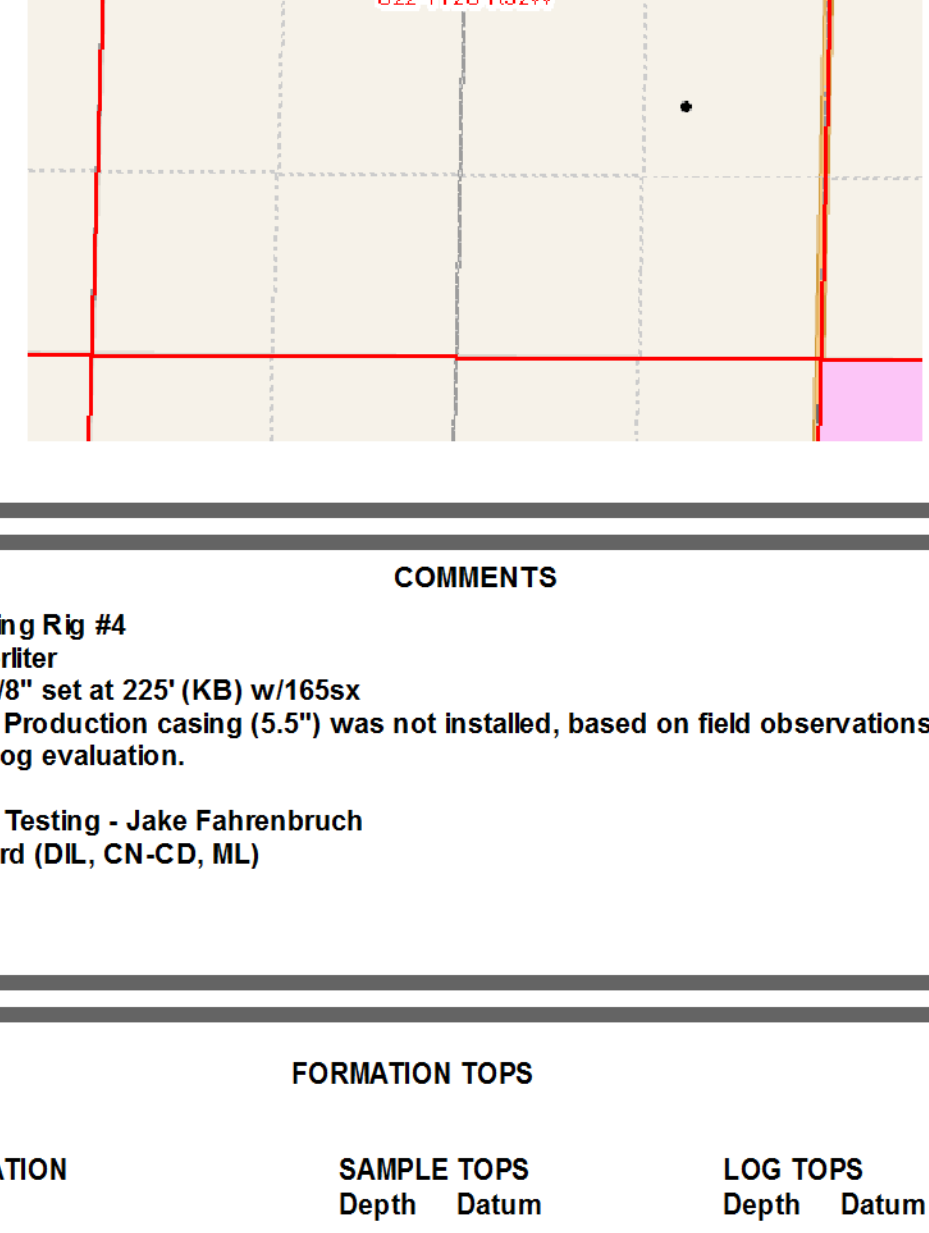 COMMENTS
ing Rig #4
rliter
/8" set at 225' (KB) w/165sx
Production casing (5.5") was not installed, based on field observations
og evaluation.
Testing - Jake Fahrenbruch
rd (DIL, CN-CD, ML)
FORMATION TOPS
ATION SAMPLE TOPS LOG TOPS
Depth Datum Depth Datum